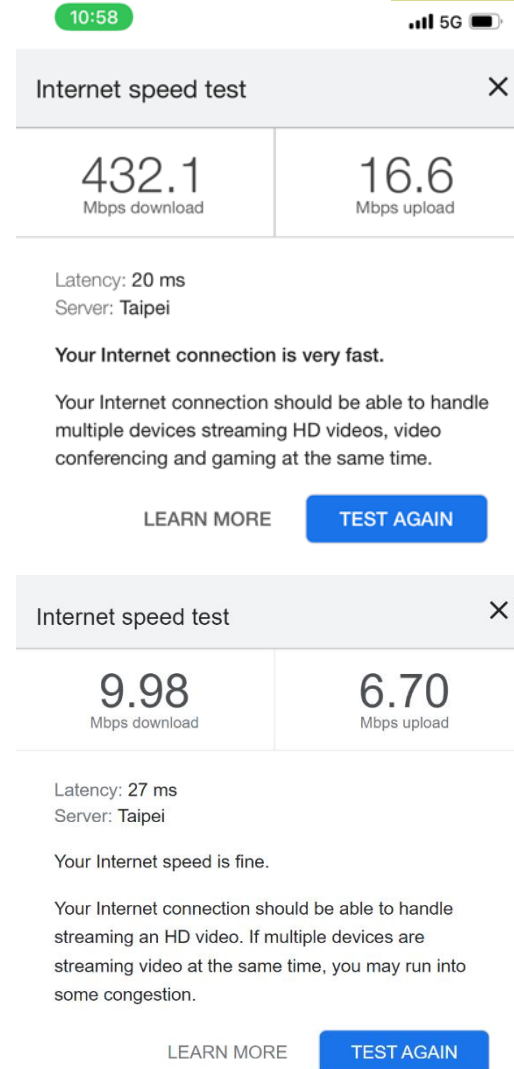 10:58
5G
Internet speed test
432.1
Mbps download
16.6
Mbps upload
Latency: 20 ms
Server: Taipei
Your Internet connection is very fast.
Your Internet connection should be able to handle
multiple devices streaming HD videos, video
conferencing and gaming at the same time.
LEARN MORE
TEST AGAIN
Internet speed test
9.98
Mbps download
6.70
Mbps upload
Latency: 27 ms
Server: Taipei
Your Internet speed is fine.
Your Internet connection should be able to handle
streaming an HD video. If multiple devices are
streaming video at the same time, you may run into
some congestion.
LEARN MORE
TEST AGAIN